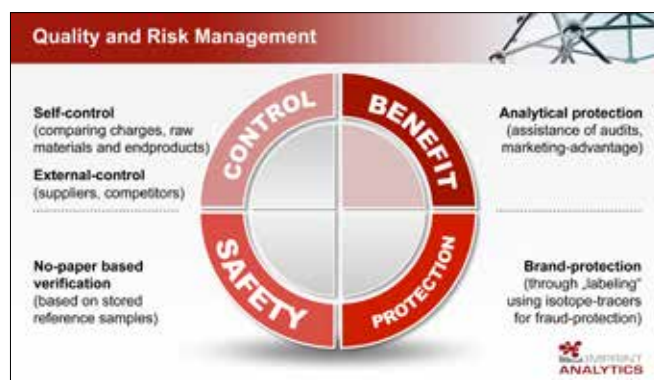 Quality and Risk Management
Self-control
(comparing charges, raw
materials and endproducts)
External-control
(suppliers, competitors)
No-paper based
verification
(based on stored
reference samples)
CONTROL
BENEFIT
SAFETY
PROTECTION
Analytical protection
(assistance of audits,
marketing-advantage)
Brand-protection
(through „labeling“
using isotope-tracers
for fraud-protection)
IMPRINT
ANALYTICS